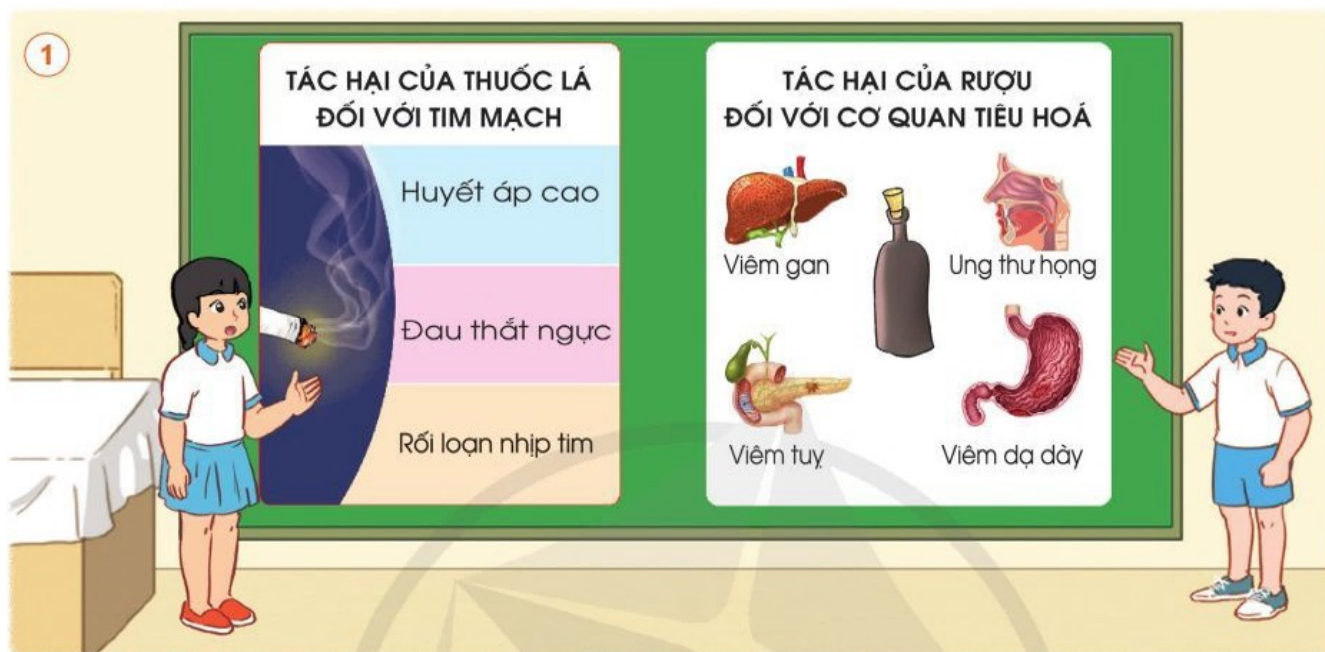 1
TÁC HẠI CỦA THUỐC LÁ
ĐỐI VỚI TIM MẠCH
Huyết áp cao
Đau thắt ngực
Rối loạn nhịp tim
TÁC HẠI CỦA RƯỢU
ĐỐI VỚI CƠ QUAN TIÊU HOÁ
Viêm gan
Ung thư họng
Viêm tuỵ
Viêm dạ dày